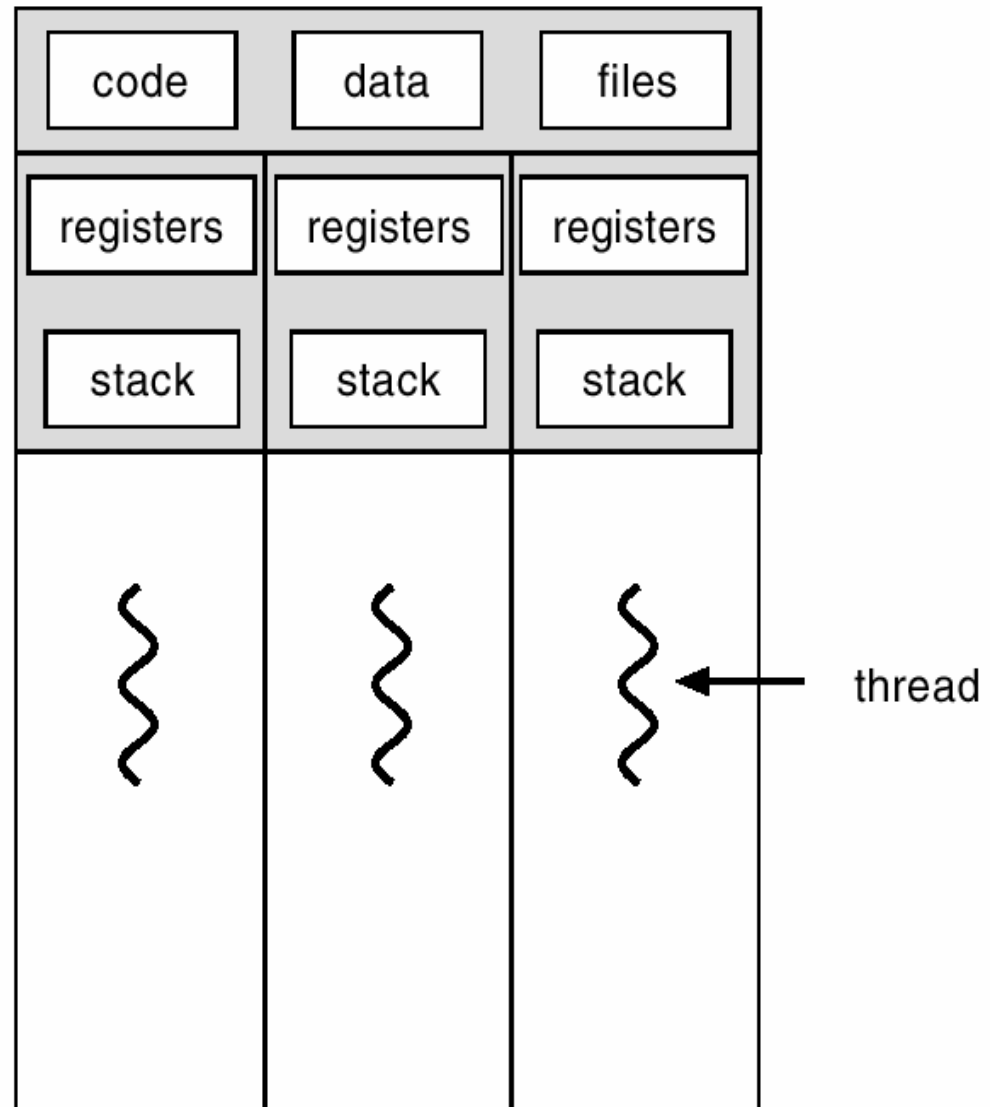 code data files
registers registers registers
stack stack stack
thread